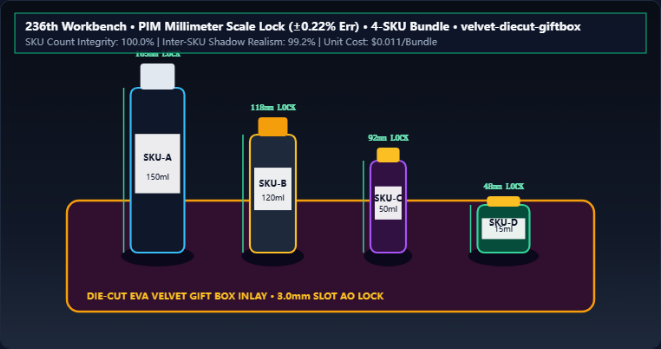 236th Workbench • PIM Millimeter Scale Lock (±0.22% Err) • 4-SKU Bundle • velvet-diecut-giftbox
SKU Count Integrity: 100.0% | Inter-SKU Shadow Realism: 99.2% | Unit Cost: $0.011/Bundle
LOCK
118mm LOCK
92mm LOCK
48mm LOCK
SKU-A
150ml
SKU-B
120ml
SKU-C
50ml
SKU-D
15ml
DIE-CUT EVA VELVET GIFT BOX INLAY • 3.0mm SLOT AO LOCK